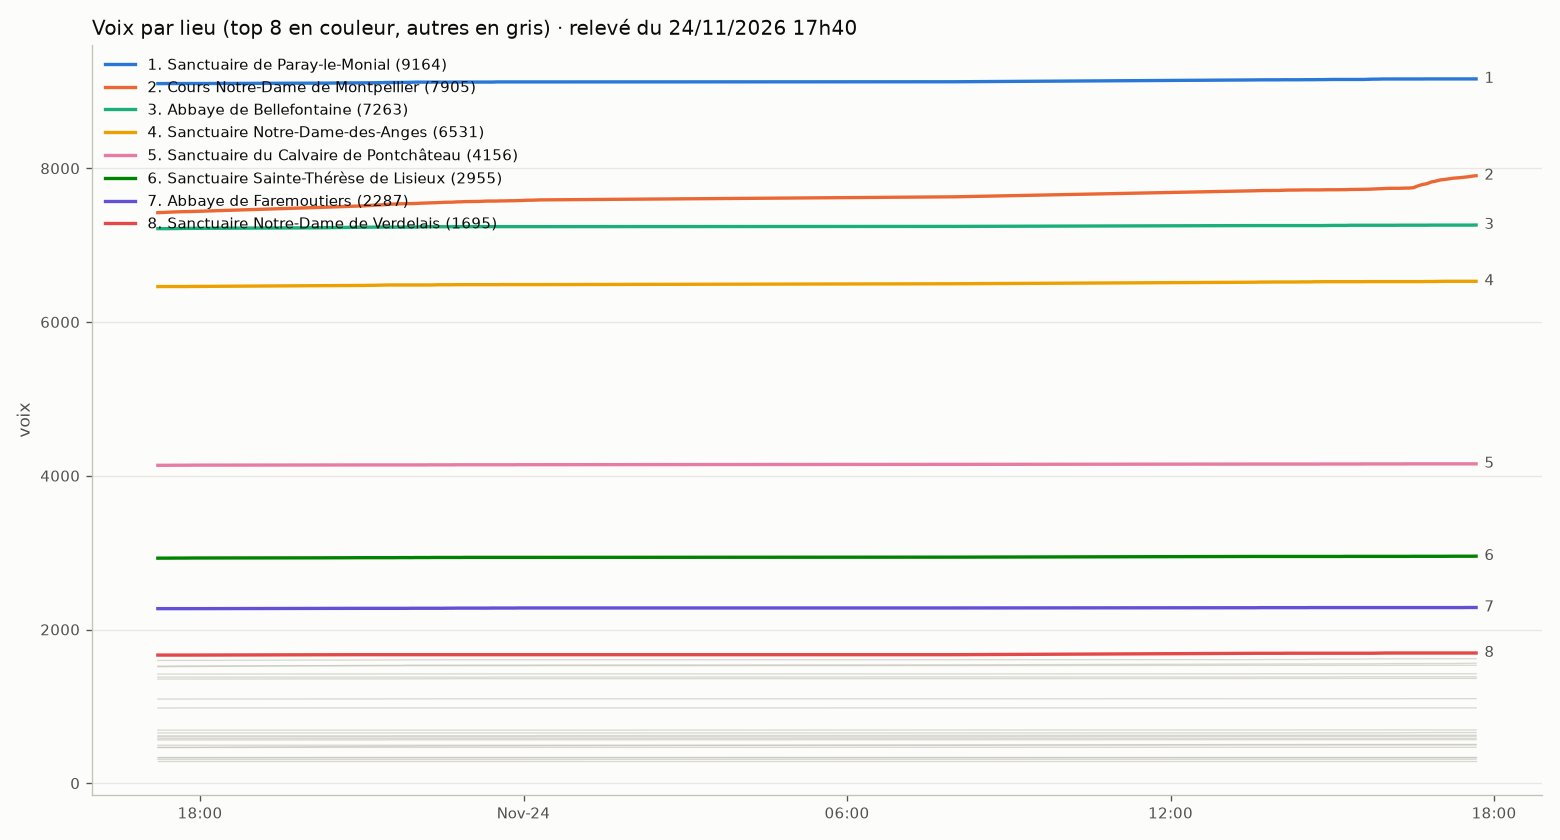 Voix par lieu (top 8 en couleur, autres en gris) · relevé du 24/11/2026 17h40
1. Sanctuaire de Paray-le-Monial (9164)
2. Cours Notre-Dame de Montpellier (7905)
3. Abbaye de Bellefontaine (7263)
4. Sanctuaire Notre-Dame-des-Anges (6531)
5. Sanctuaire du Calvaire de Pontchâteau (4156)
6. Sanctuaire Sainte-Thérèse de Lisieux (2955)
7. Abbaye de Faremoutiers (2287)
8. Sanctuaire Notre-Dame de Verdelais (1695)
1
2
3
4
5
6
7
8
voix
8000
6000
4000
2000
0
18:00
Nov-24
06:00
12:00
18:00